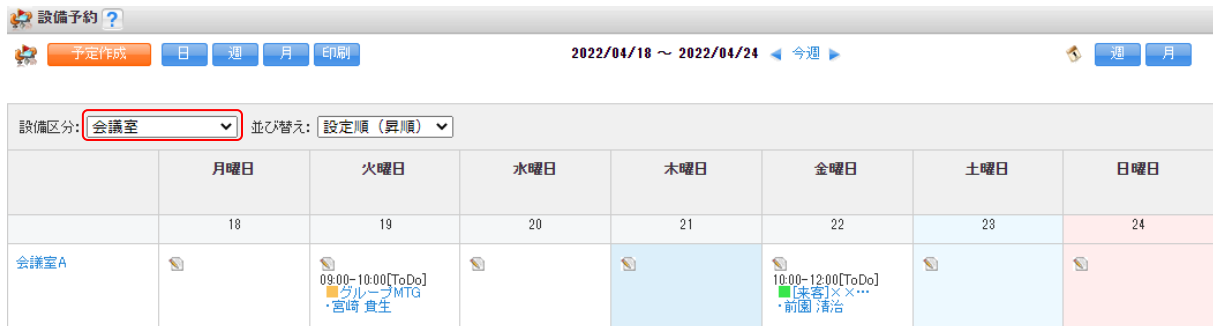 設備予約 ?
予定作成 日 週 月 印刷 2022/04/18 ～ 2022/04/24 今週 週 月
設備区分: 会議室 並び替え: 設定順（昇順）
月曜日 火曜日 水曜日 木曜日 金曜日 土曜日 日曜日
18 19 20 21 22 23 24
会議室A
09:00-10:00[ToDo]
グループMTG
・宮崎 貴生
10:00-12:00[ToDo]
[来客]××…
・前園 清治